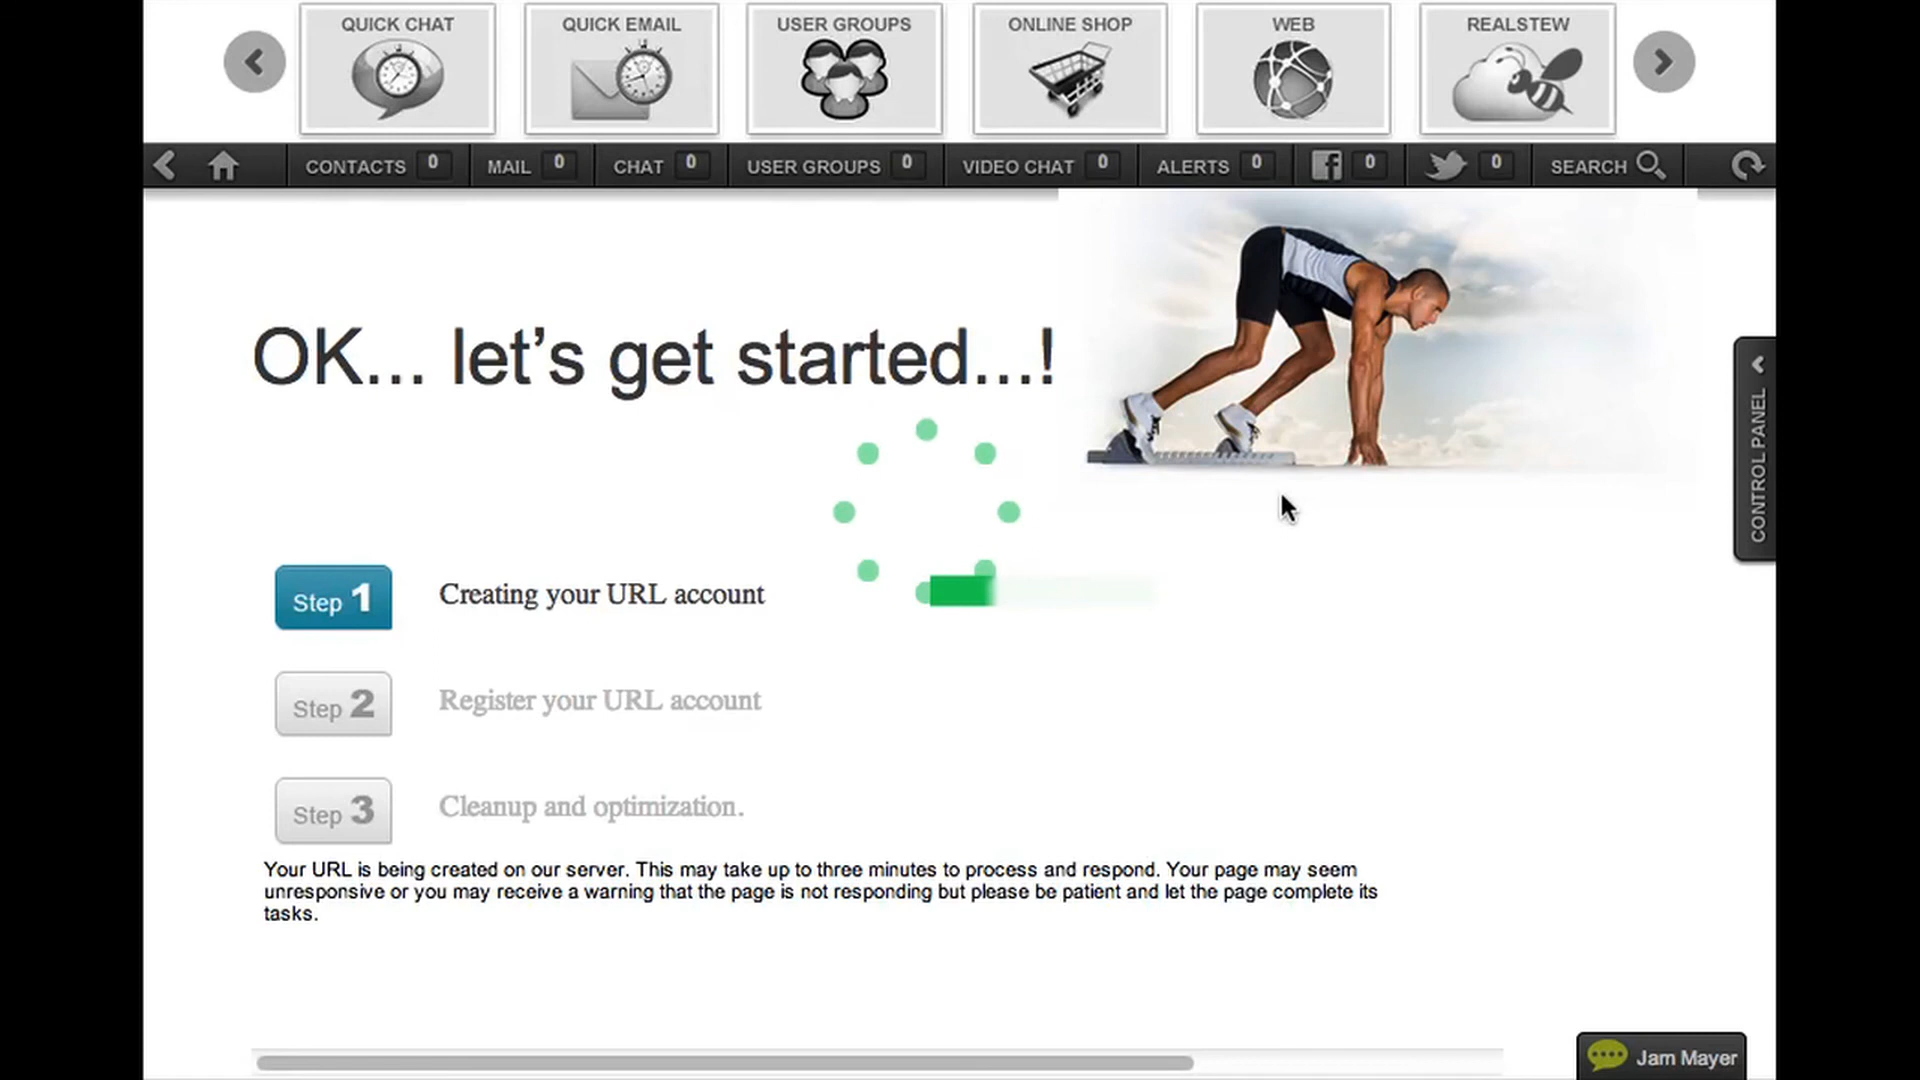 QUICK CHAT
QUICK EMAIL
USER GROUPS
ONLINE SHOP
WEB
REALSTEW
CONTACTS 0
MAIL 0
CHAT 0
USER GROUPS 0
VIDEO CHAT 0
ALERTS 0
0
0
SEARCH
OK... let’s get started...!
CONTROL PANEL
Step 1 Creating your URL account
Step 2 Register your URL account
Step 3 Cleanup and optimization.
Your URL is being created on our server. This may take up to three minutes to process and respond. Your page may seem
unresponsive or you may receive a warning that the page is not responding but please be patient and let the page complete its
tasks.
Jam Mayer